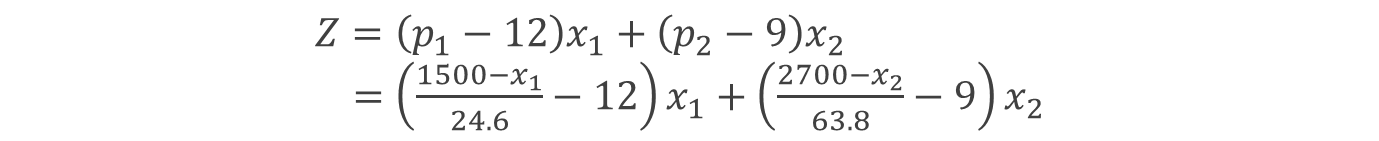 Z = (p₁ − 12)x₁ + (p₂ − 9)x₂
= ((1500−x₁)/24.6 − 12) x₁ + ((2700−x₂)/63.8 − 9) x₂